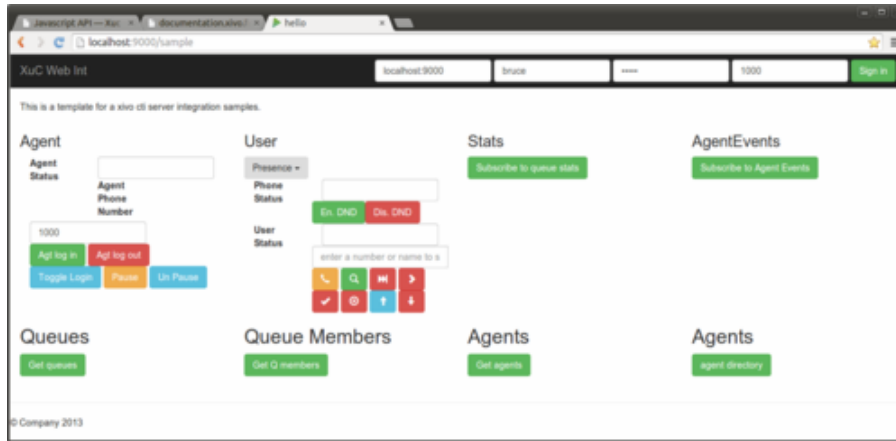 Javascript API — Xuc
documentation.xivo.
hello
localhost:9000/sample
XuC Web Int
localhost:9000
bruce
•••••
1000
Sign in
This is a template for a xivo cti server integration samples.
Agent
Agent
Status
Agent
Phone
Number
1000
Agt log in
Agt log out
Toggle Login
Pause
Un Pause
User
Presence
Phone
Status
En. DND
Dis. DND
User
Status
enter a number or name to s
Stats
Subscribe to queue stats
AgentEvents
Subscribe to Agent Events
Queues
Get queues
Queue Members
Get Q members
Agents
Get agents
Agents
agent directory
© Company 2013